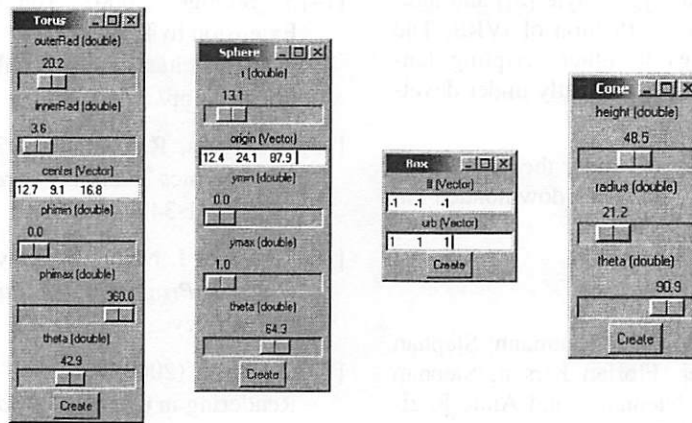 Torus
outerRad (double)
20.2
innerRad (double)
3.6
center (Vector)
12.7 9.1 16.8
phimin (double)
0.0
phimax (double)
360.0
theta (double)
42.9
Create
Sphere
r (double)
13.1
origin (Vector)
12.4 24.1 87.9
ymin (double)
0.0
ymax (double)
1.0
theta (double)
64.3
Create
Box
llf (Vector)
-1 -1 -1
urb (Vector)
1 1 1
Create
Cone
height (double)
48.5
radius (double)
21.2
theta (double)
90.9
Create